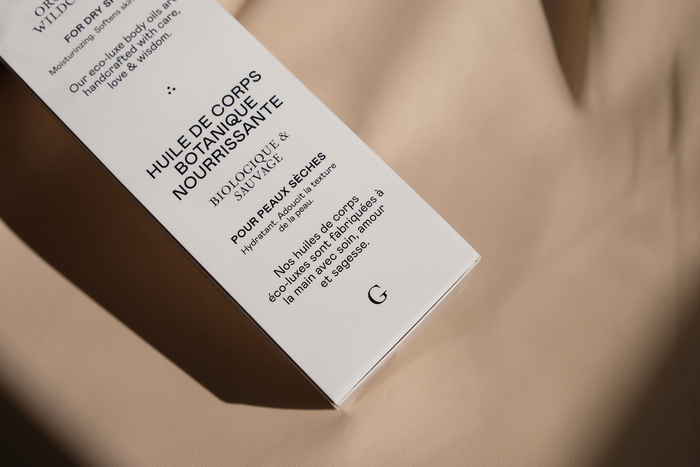 FOR DRY
Moisturizing. Softens
Our eco-luxe body oils are
handcrafted with care,
love & wisdom.
HUILE DE CORPS
BOTANIQUE
NOURRISSANTE
BIOLOGIQUE &
SAUVAGE
POUR PEAUX SÈCHES
Hydratant. Adoucit la texture
de la peau.
Nos huiles de corps
éco-luxes sont fabriquées à
la main avec soin, amour
et sagesse.
G